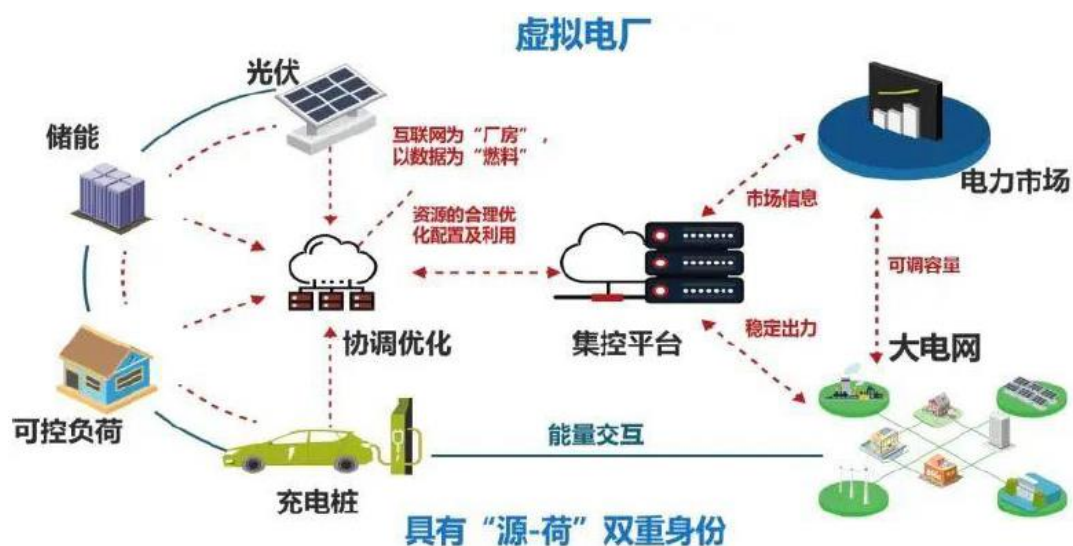 虚拟电厂
光伏
储能
互联网为“厂房”，
以数据为“燃料”
电力市场
市场信息
资源的合理优
化配置及利用
可调容量
协调优化
集控平台
稳定出力
大电网
可控负荷
能量交互
充电桩
具有“源-荷”双重身份